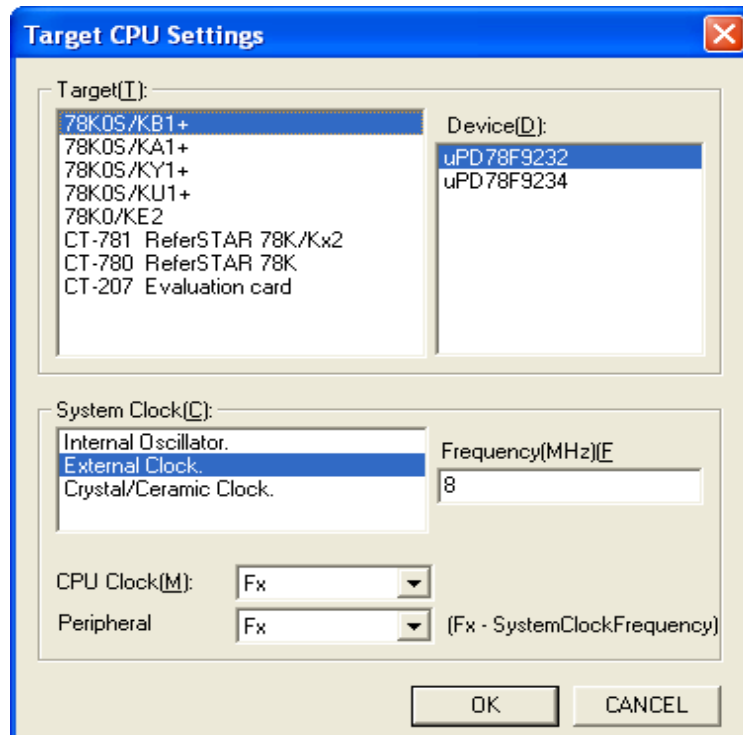 Target CPU Settings
Target(T):
78K0S/KB1+
78K0S/KA1+
78K0S/KY1+
78K0S/KU1+
78K0/KE2
CT-781 ReferSTAR 78K/Kx2
CT-780 ReferSTAR 78K
CT-207 Evaluation card
Device(D):
uPD78F9232
uPD78F9234
System Clock(C):
Internal Oscillator.
External Clock.
Crystal/Ceramic Clock.
Frequency(MHz)(F
8
CPU Clock(M): Fx
Peripheral Fx (Fx - SystemClockFrequency)
OK CANCEL